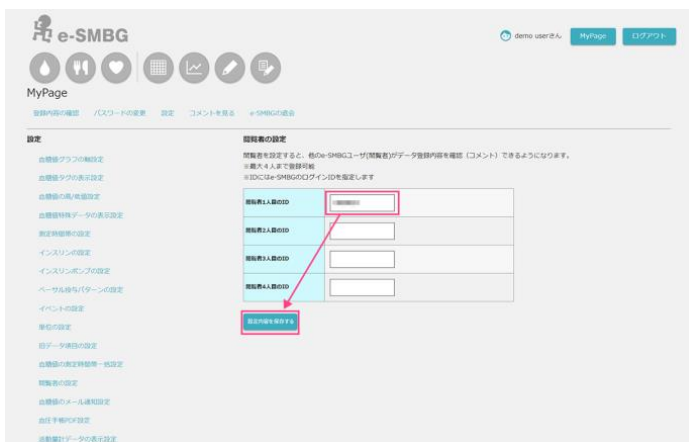 e-SMBG
demo userさん
MyPage
ログアウト
MyPage
登録内容の確認 パスワードの変更 設定 コメントを見る e-SMBGの退会
設定
血糖値グラフの軸設定
血糖値タグの表示設定
血糖値の高/低値設定
血糖値特殊データの表示設定
測定時間帯の設定
インスリンの設定
インスリンポンプの設定
ベーサル投与パターンの設定
イベントの設定
単位の設定
旧データ項目の設定
血糖値の測定時間帯一括設定
閲覧者の設定
血糖値のメール通知設定
血圧手帳PDF設定
活動量計データの表示設定
閲覧者の設定
閲覧者を設定すると、他のe-SMBGユーザ(閲覧者)がデータ登録内容を確認（コメント）できるようになります。
※最大４人まで登録可能
※IDにはe-SMBGのログインIDを指定します
閲覧者1人目のID
閲覧者2人目のID
閲覧者3人目のID
閲覧者4人目のID
設定内容を保存する